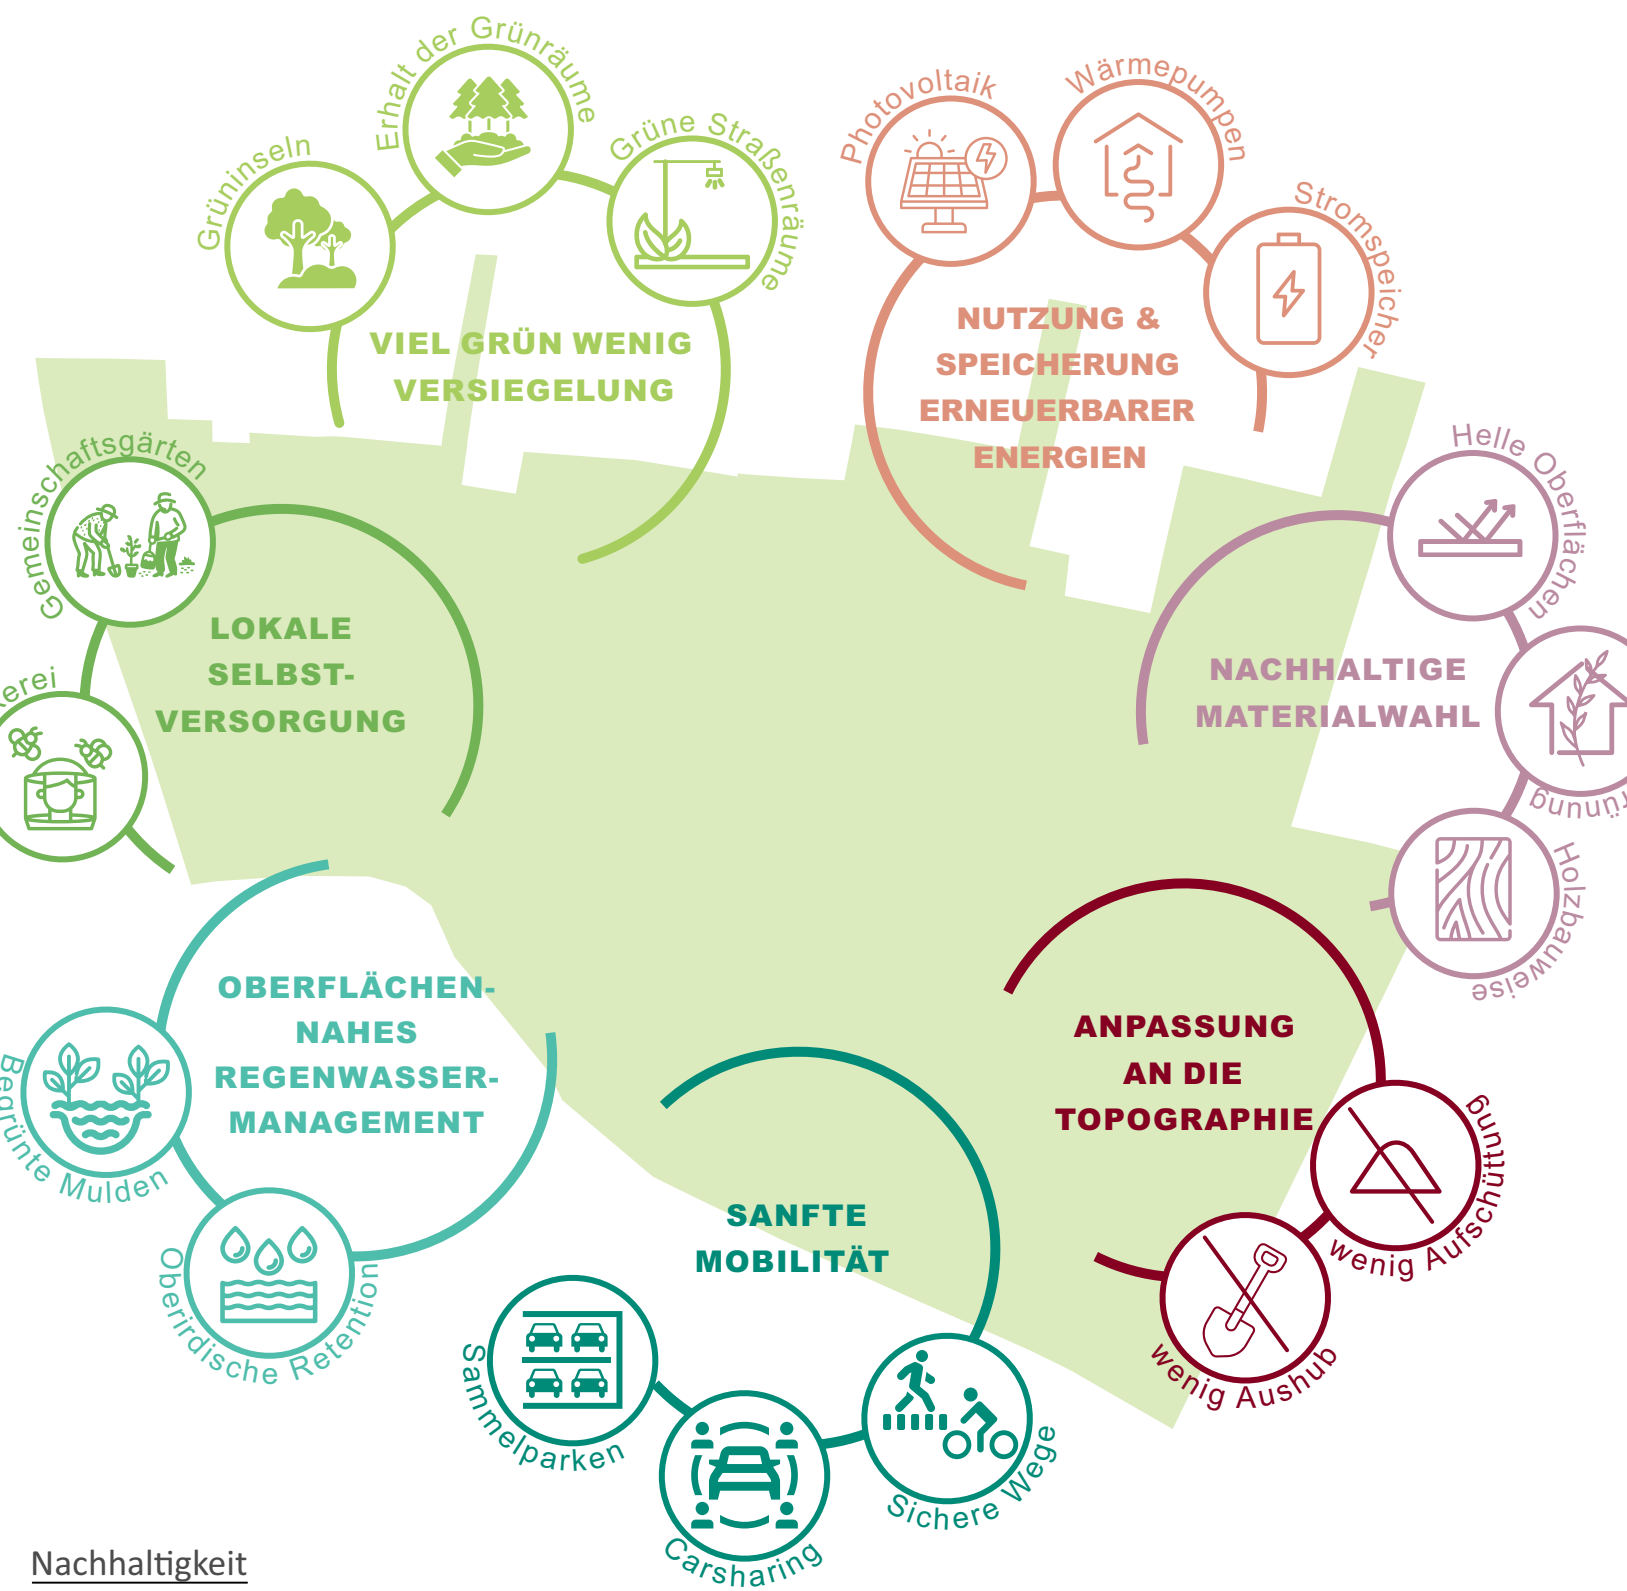 Grüninseln
Erhalt der Grünräume
Grüne Straßenräume
VIEL GRÜN WENIG
VERSIEGELUNG
Photovoltaik
Wärmepumpen
Stromspeicher
NUTZUNG &
SPEICHERUNG
ERNEUERBARER
ENERGIEN
Gemeinschaftsgärten
erei
LOKALE
SELBST-
VERSORGUNG
Helle Oberflächen
rünung
Holzbauweise
NACHHALTIGE
MATERIALWAHL
OBERFLÄCHEN-
NAHES
REGENWASSER-
MANAGEMENT
Begrünte Mulden
Oberirdische Retention
ANPASSUNG
AN DIE
TOPOGRAPHIE
wenig Aufschüttung
wenig Aushub
SANFTE
MOBILITÄT
Sammelparken
Carsharing
Sichere Wege
Nachhaltigkeit